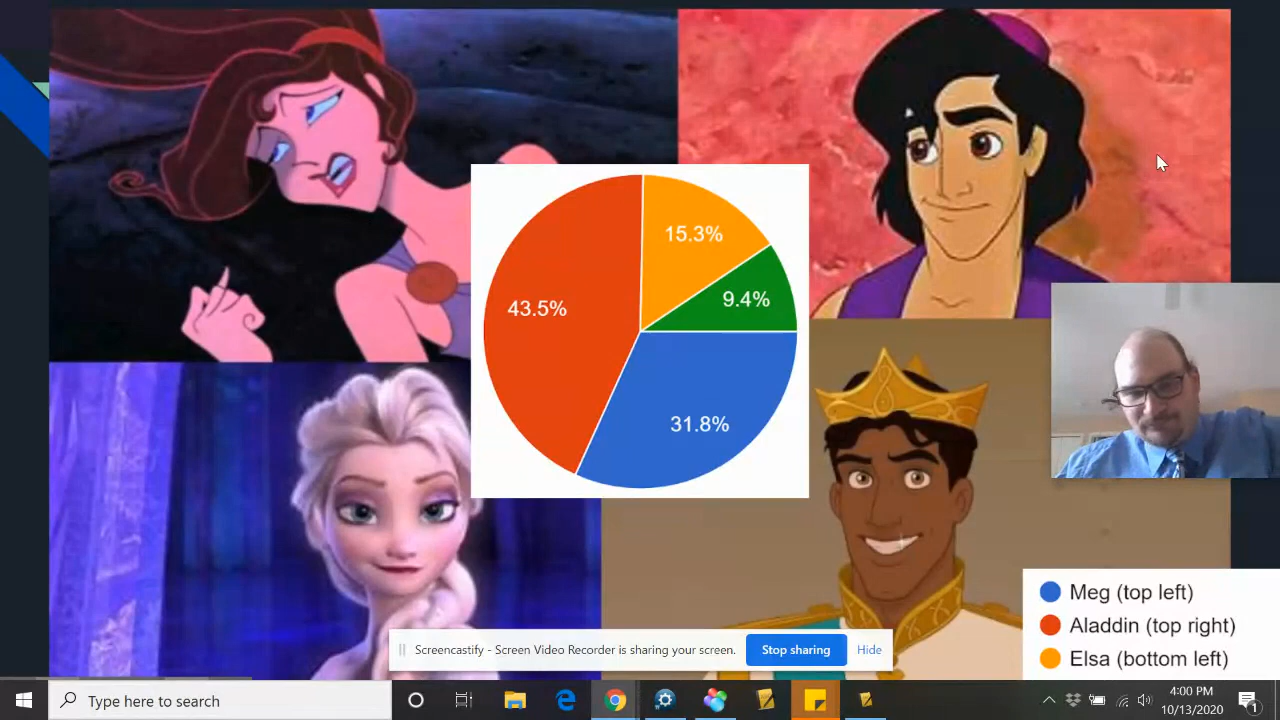 15.3%
9.4%
43.5%
31.8%
Meg (top left)
Aladdin (top right)
Elsa (bottom left)
Screencastify - Screen Video Recorder is sharing your screen.
Stop sharing
Hide
Type here to search
4:00 PM
10/13/2020
1